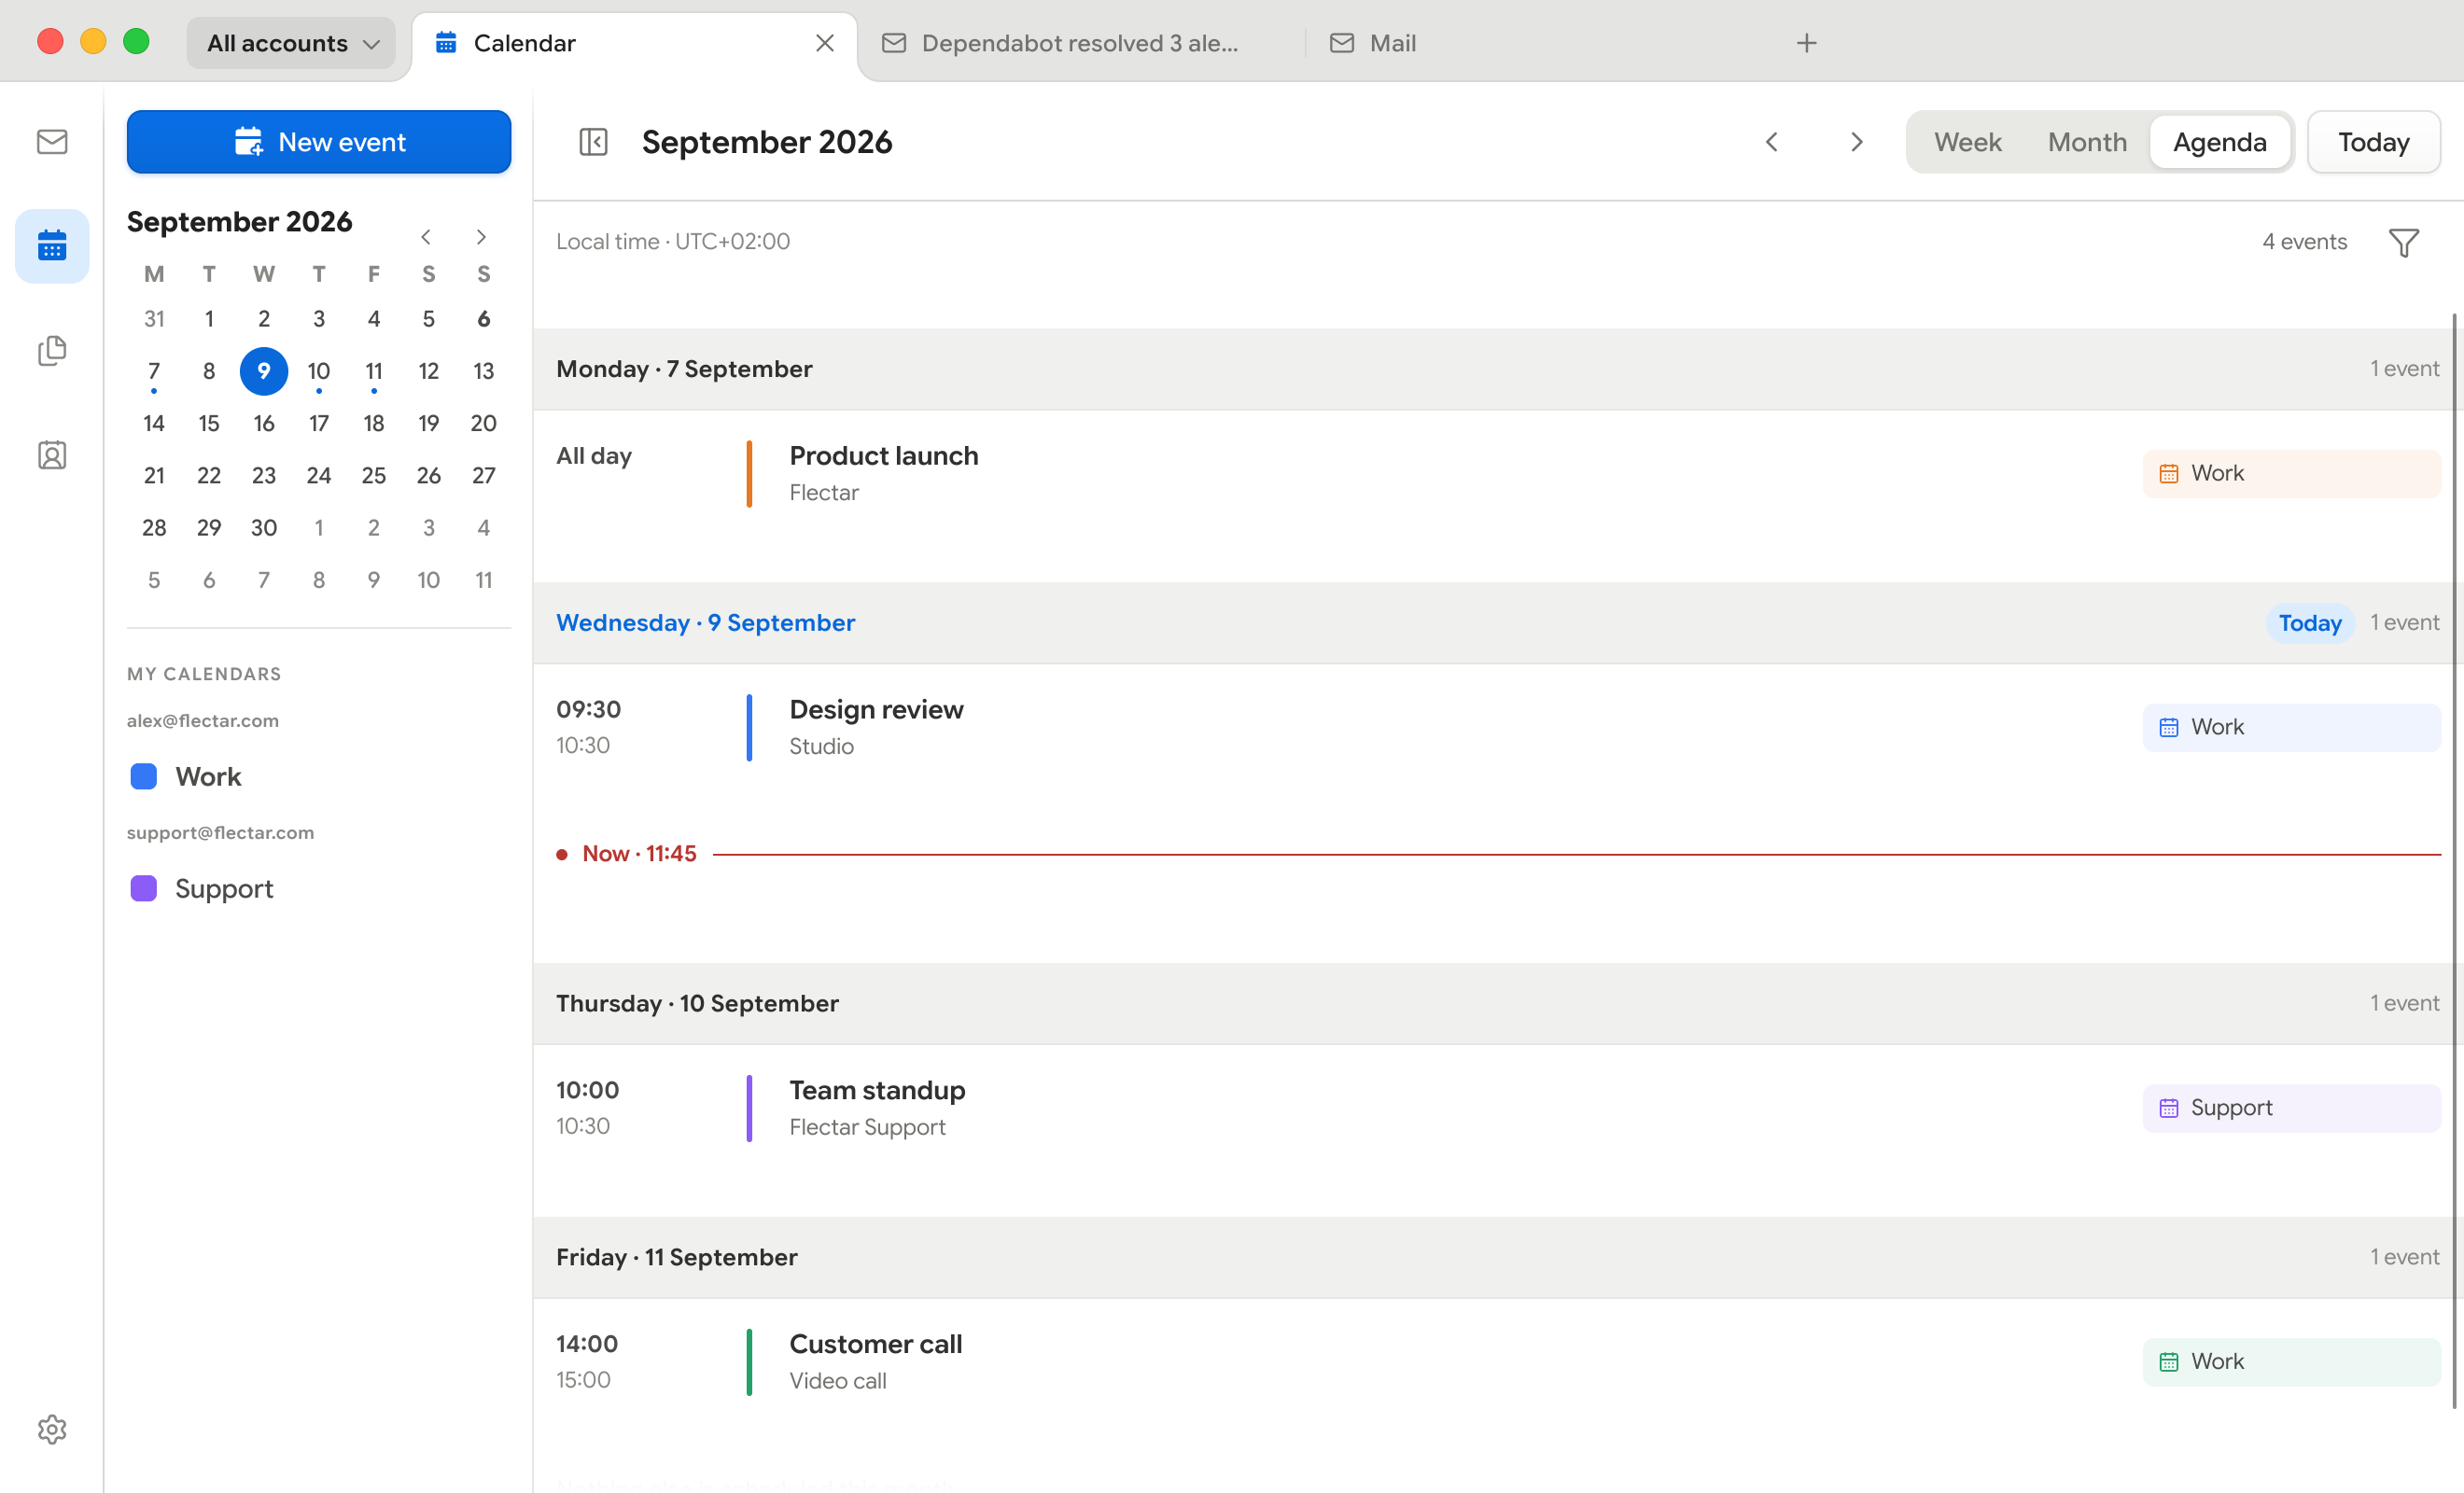 All accounts
Calendar
Dependabot resolved 3 ale...
Mail
New event
September 2026
M T W T F S S
31 1 2 3 4 5 6
7 8 9 10 11 12 13
14 15 16 17 18 19 20
21 22 23 24 25 26 27
28 29 30 1 2 3 4
5 6 7 8 9 10 11
MY CALENDARS
alex@flectar.com
Work
support@flectar.com
Support
September 2026
Week Month Agenda Today
Local time · UTC+02:00
4 events
Monday · 7 September
1 event
All day
Product launch
Flectar
Work
Wednesday · 9 September
Today 1 event
09:30
10:30
Design review
Studio
Work
Now · 11:45
Thursday · 10 September
1 event
10:00
10:30
Team standup
Flectar Support
Support
Friday · 11 September
1 event
14:00
15:00
Customer call
Video call
Work
Nothing else is scheduled this month